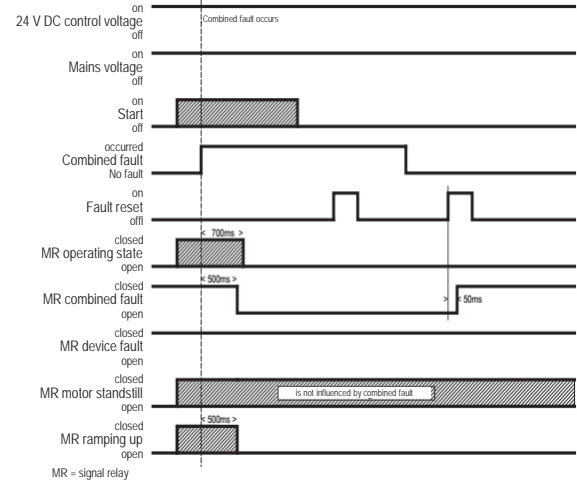 on
24 V DC control voltage
off
Combined fault occurs
on
Mains voltage
off
on
Start
off
occurred
Combined fault
No fault
on
Fault reset
offl
closed
MR operating state
open
< 700ms >
closed
MR combined fault
open
< 500ms >
> < 50ms
closed
MR device fault
open
closed
MR motor standstill
open
is not influenced by combined fault
closed
MR ramping up
open
< 500ms >
MR = signal relay